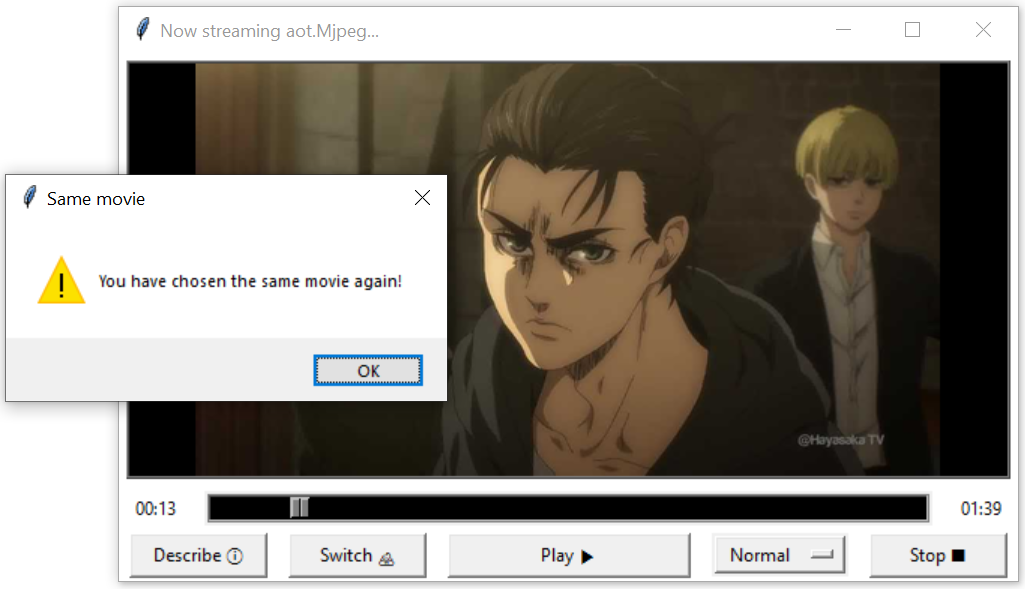 Now streaming aot.Mjpeg...
Same movie
You have chosen the same movie again!
OK
@Hayasaka TV
00:13
01:39
Describe ⓘ
Switch
Play ▶
Normal
Stop ■